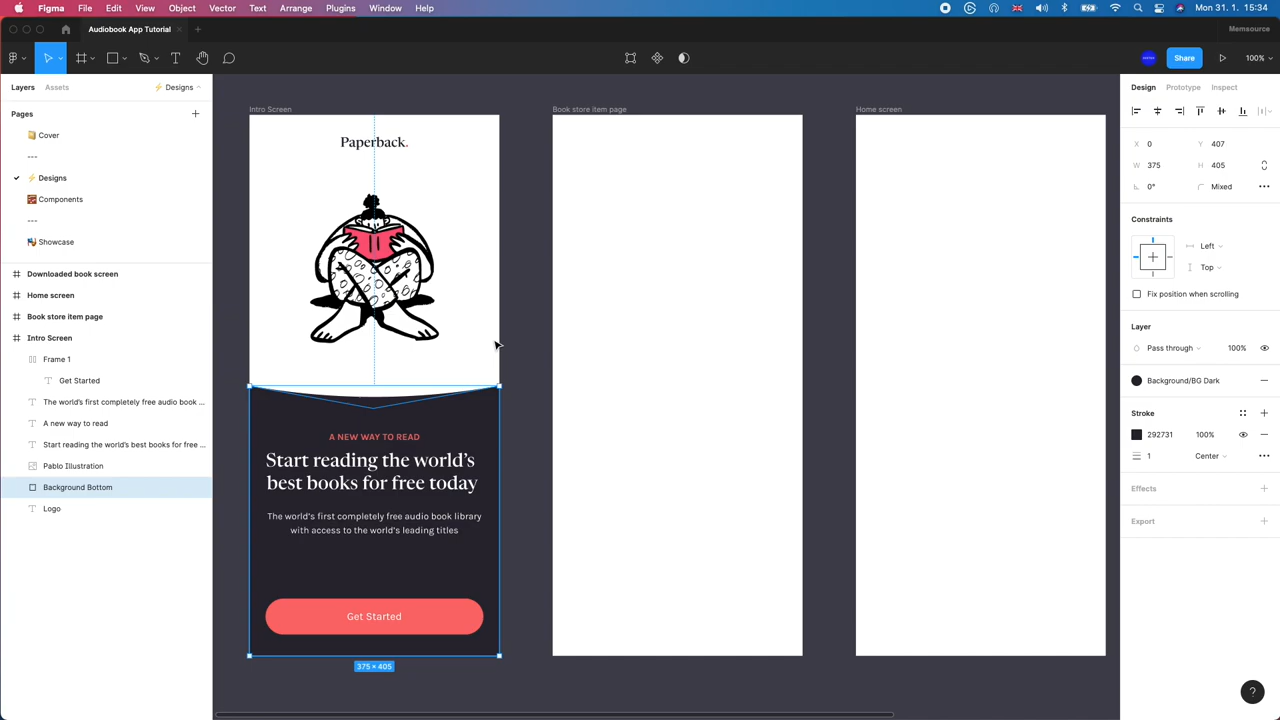 Figma File Edit View Object Vector Text Arrange Plugins Window Help
Audiobook App Tutorial
Memsource
Share
100%
Layers Assets ⚡ Designs
Design Prototype Inspect
Pages
Cover
---
⚡ Designs
Components
---
Showcase
Downloaded book screen
Home screen
Book store item page
Intro Screen
Frame 1
Get Started
The world's first completely free audio book ...
A new way to read
Start reading the world's best books for free ...
Pablo Illustration
Background Bottom
Logo
Intro Screen
Book store item page
Home screen
Paperback.
A NEW WAY TO READ
Start reading the world's
best books for free today
The world's first completely free audio book library
with access to the world's leading titles
Get Started
375 × 405
X 0 Y 407
W 375 H 405
0° Mixed
Constraints
Left
Top
Fix position when scrolling
Layer
Pass through 100%
Background/BG Dark
Stroke
292731 100%
1 Center
Effects
Export
?